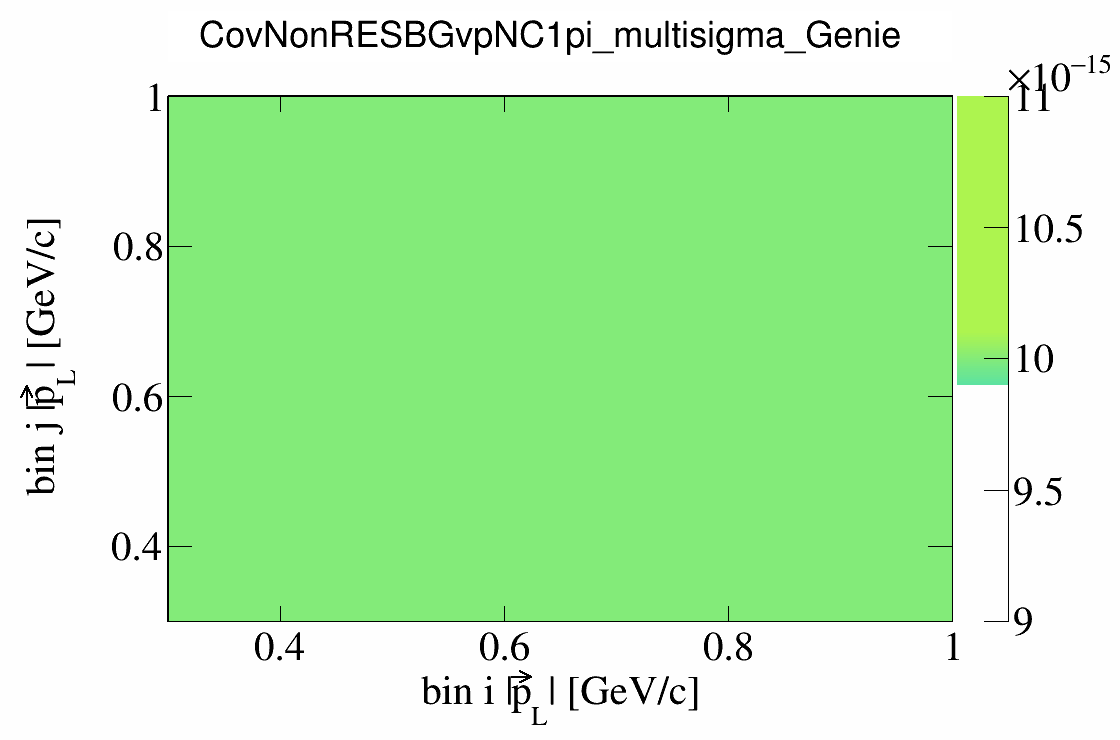 CovNonRESBGvpNC1pi_multisigma_Genie
×10⁻¹⁵
1
0.8
0.6
0.4
11
10.5
10
9.5
9
0.4 0.6 0.8 1
bin j |p⃗_L| [GeV/c]
bin i |p⃗_L| [GeV/c]